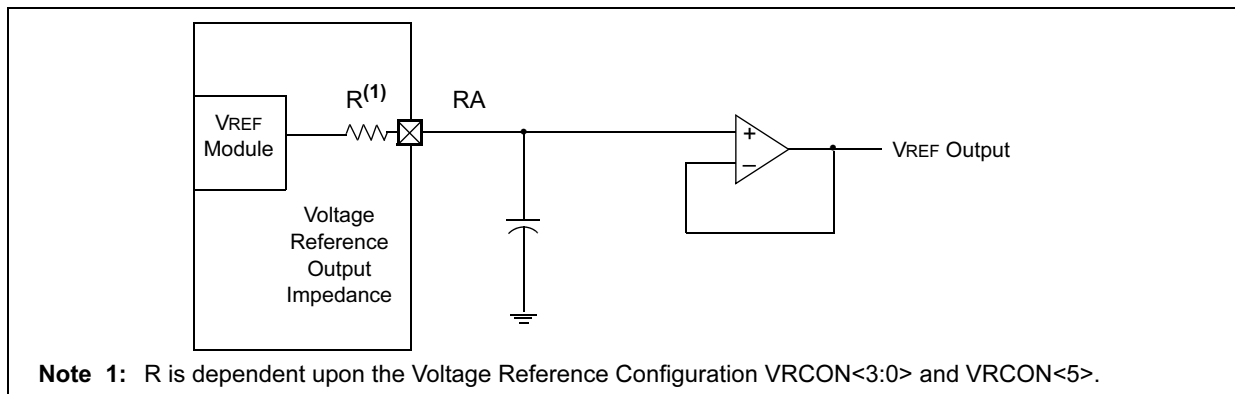 R(1)
RA
VREF
Module
+
–
VREF Output
Voltage
Reference
Output
Impedance
Note 1: R is dependent upon the Voltage Reference Configuration VRCON<3:0> and VRCON<5>.